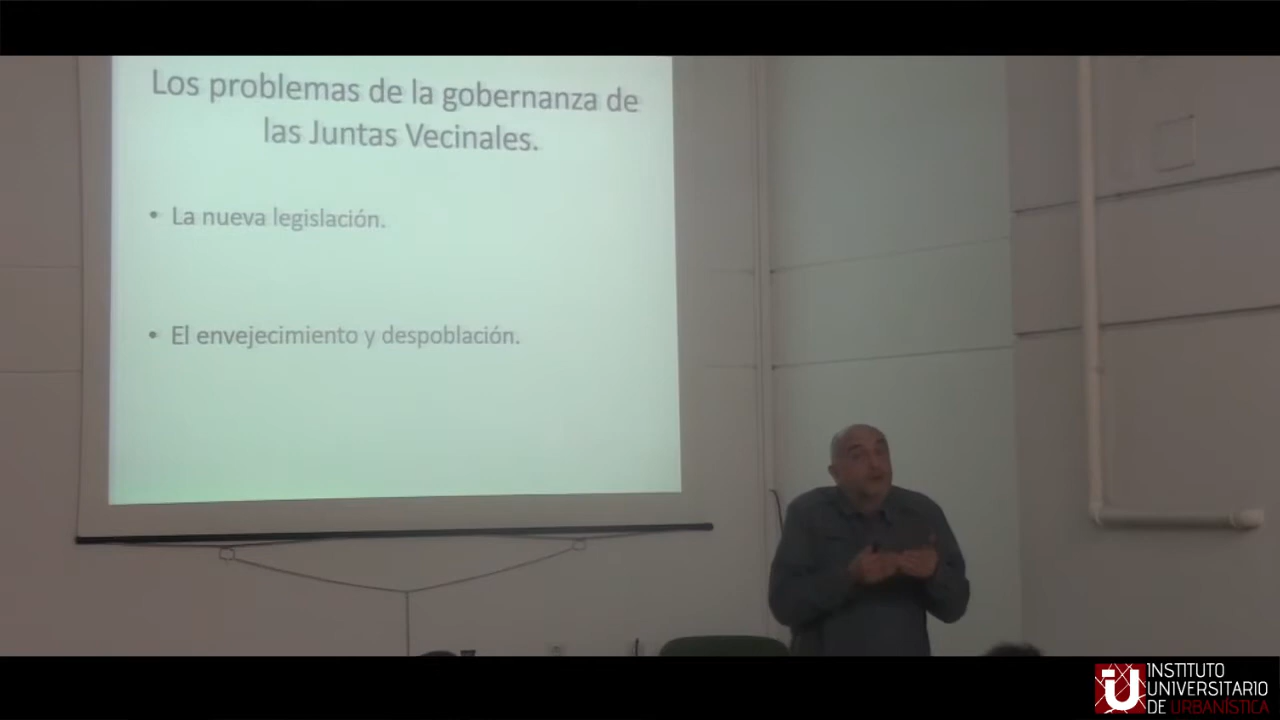 Los problemas de la gobernanza de
las Juntas Vecinales.
• La nueva legislación.
• El envejecimiento y despoblación.
INSTITUTO
UNIVERSITARIO
DE URBANÍSTICA